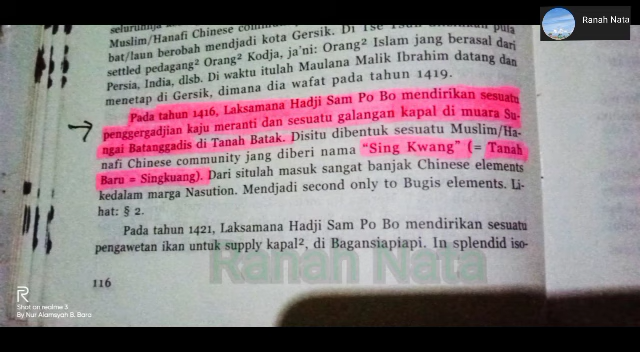 Ranah Nata
seluruhnja
Muslim/Hanafi Chinese
bat/laun berobah mendjadi kota Gersik. Di Tse Tsun
settled pedagang² Orang² Kodja, ja'ni: Orang² Islam jang berasal dari
Persia, India, dlsb. Di waktu itulah Maulana Malik Ibrahim datang dan
menetap di Gersik, dimana dia wafat pada tahun 1419.
Pada tahun 1416, Laksamana Hadji Sam Po Bo mendirikan sesuatu
penggergadjian kaju meranti dan sesuatu galangan kapal di muara Su-
ngai Batanggadis di Tanah Batak. Disitu dibentuk sesuatu Muslim/Ha-
nafi Chinese community jang diberi nama “Sing Kwang” (= Tanah
Baru = Singkuang). Dari situlah masuk sangat banjak Chinese elements
kedalam marga Nasution. Mendjadi second only to Bugis elements. Li-
hat: § 2.
Pada tahun 1421, Laksamana Hadji Sam Po Bo mendirikan sesuatu
pengawetan ikan untuk supply kapal², di Bagansiapiapi. In splendid iso-
Ranah Nata
116
R
Shot on realme 3
By Nur Alamsyah B. Bara